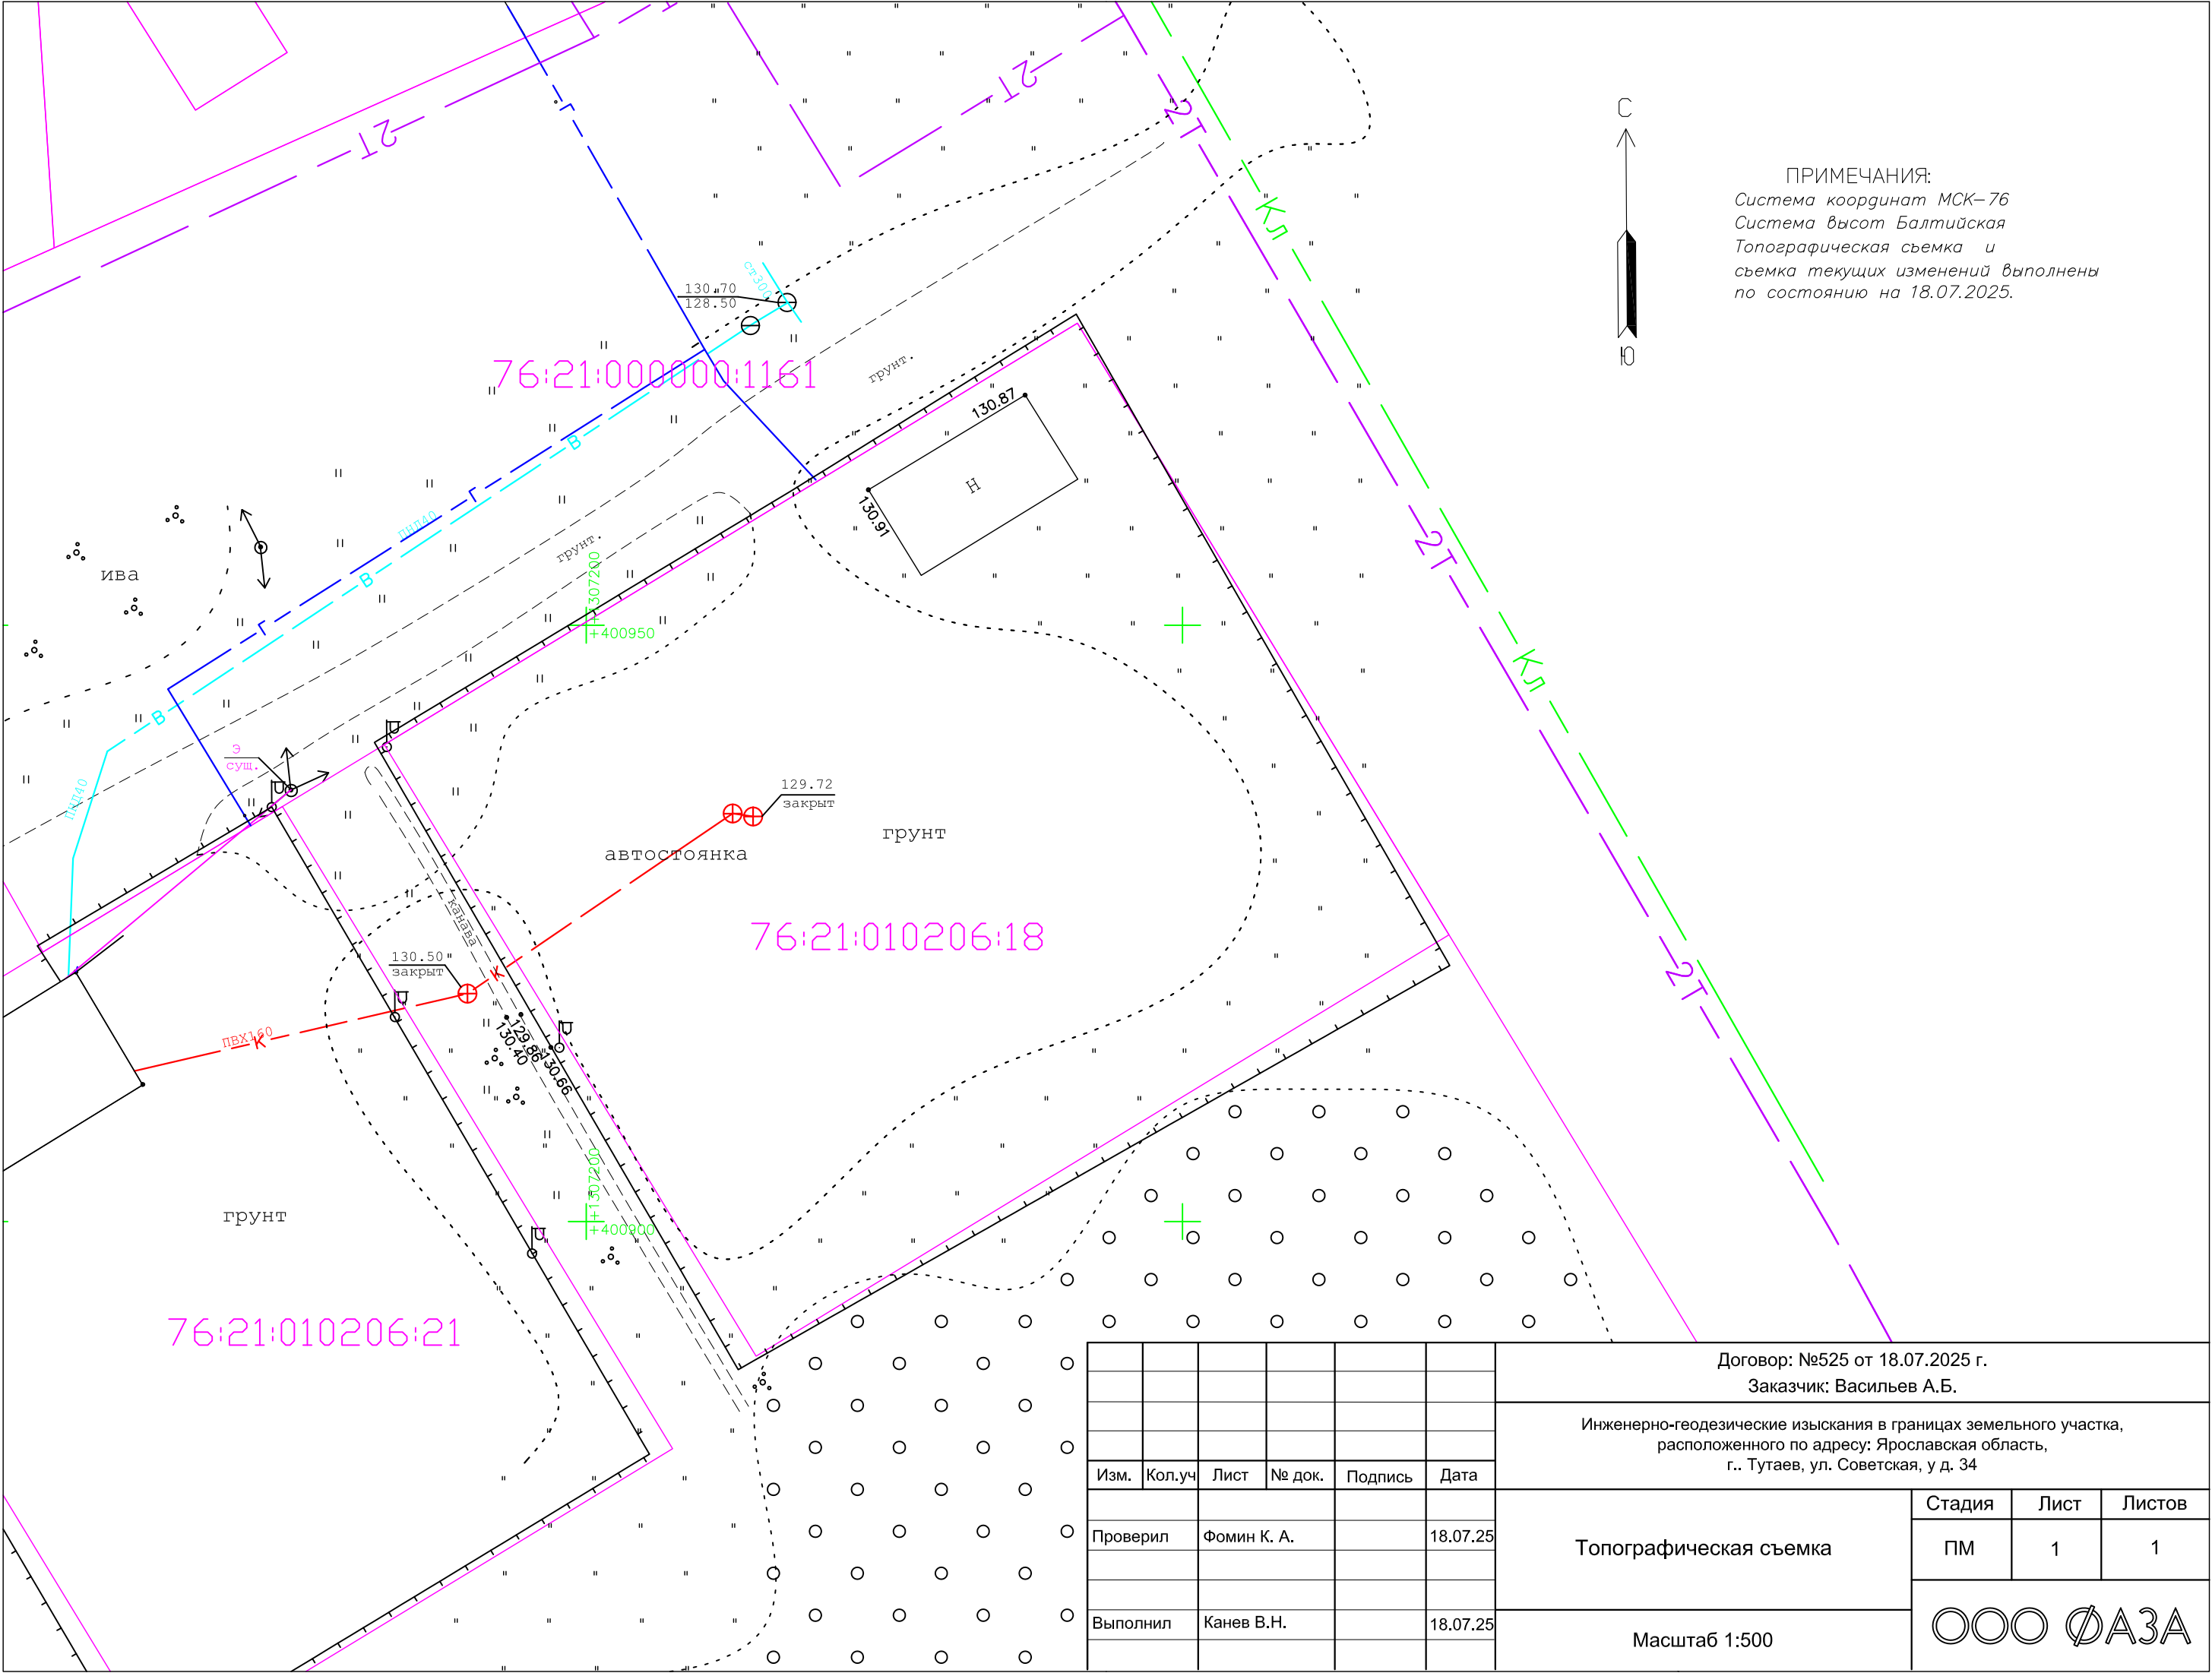 2Т
2Т
2Т
Г
С
Кл
ПРИМЕЧАНИЯ:
Система координат МСК-76
Система высот Балтийская
Топографическая съемка и
съемка текущих изменений выполнены
по состоянию на 18.07.2025.
Ю
ст300
130.70
128.50
76:21:000000:1161
грунт.
130.87
Н
130.91
В
Г
ПНД40
грунт.
В
ива
Г
1307200
+400950
2Т
Кл
В
Э
сущ.
ПНД40
129.72
закрыт
автостоянка
грунт
канава
76:21:010206:18
130.50
закрыт
К
2Т
ПВХ160
К
129.86
130.40
130.66
+1307200
+400900
грунт
76:21:010206:21
Договор: №525 от 18.07.2025 г.
Заказчик: Васильев А.Б.
Инженерно-геодезические изыскания в границах земельного участка,
расположенного по адресу: Ярославская область,
г.. Тутаев, ул. Советская, у д. 34
Изм. Кол.уч Лист № док. Подпись Дата
Стадия Лист Листов
Проверил Фомин К. А. 18.07.25
Топографическая съемка
ПМ 1 1
Выполнил Канев В.Н. 18.07.25
Масштаб 1:500
ООО ФАЗА